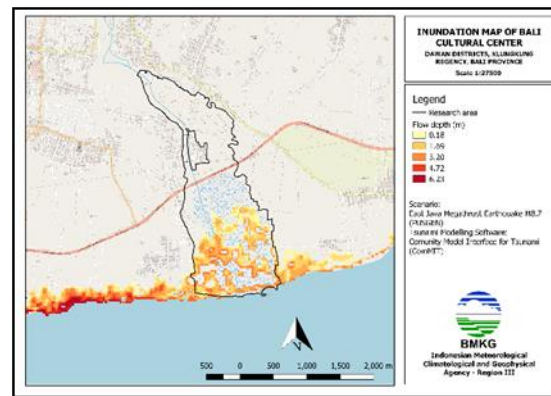 INUNDATION MAP OF BALI
CULTURAL CENTER
DAWAN DISTRICTS, KLUNGKUNG
REGENCY, BALI PROVINCE
Scale 1:27500
Legend
Research area
Flow depth (m)
0.18
1.69
3.20
4.72
6.23
Scenario:
East Java Megathrust Earthquake M8.7
(PUSGEN)
Tsunami Modelling Software:
Comunity Model Interface for Tsunami
(ComMIT)
BMKG
Indonesian Meteorological
Climatological and Geophysical
Agency - Region III
500 0 500 1,000 1,500 2,000 m